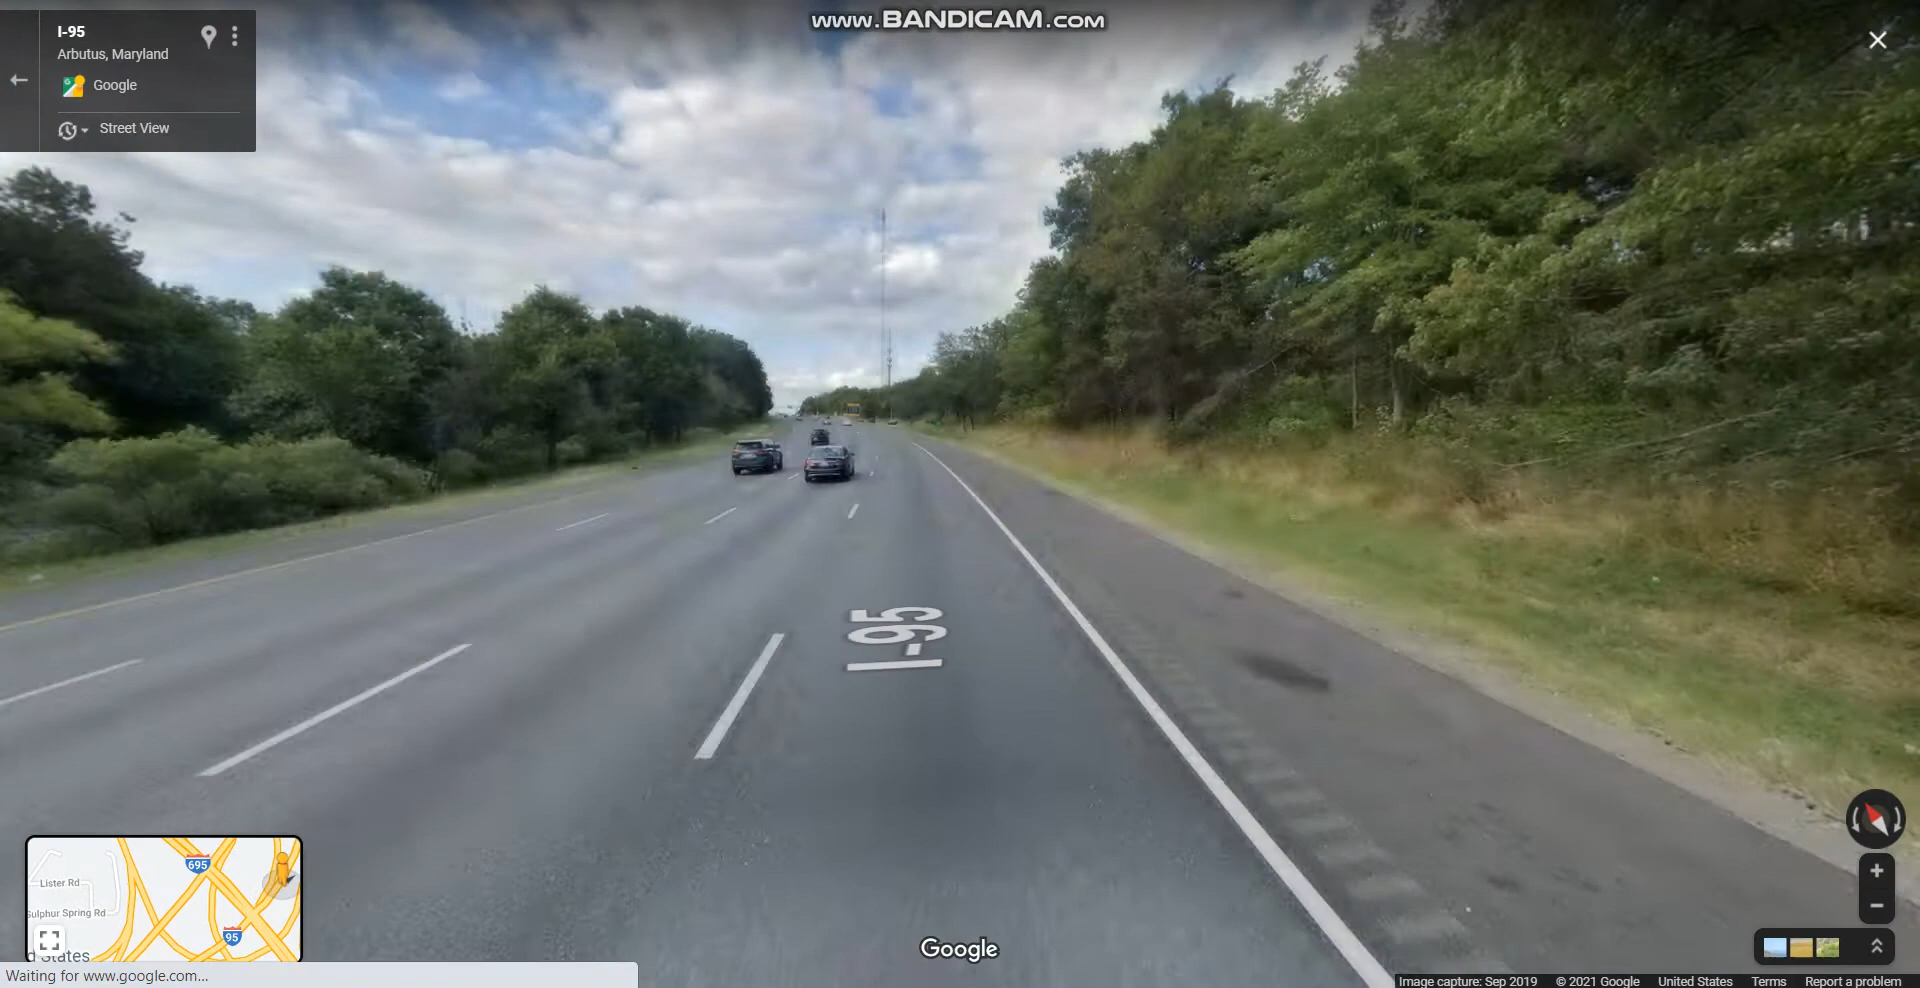 www.BANDICAM.com
I-95
Arbutus, Maryland
Google
Street View
I-95
695
Lister Rd
Sulphur Spring Rd
95
d States
Waiting for www.google.com...
Google
Image capture: Sep 2019 © 2021 Google United States Terms Report a problem